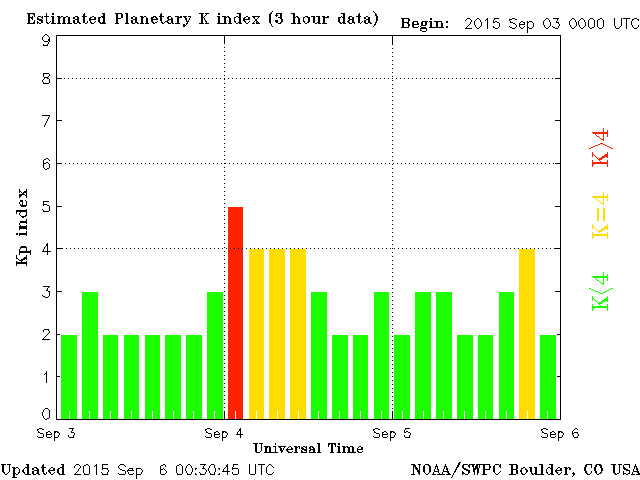 Estimated Planetary K index (3 hour data)
Begin: 2015 Sep 03 0000 UTC
9
8
7
6
5
4
3
2
1
0
Kp index
K>4
K=4
K<4
Sep 3
Sep 4
Sep 5
Sep 6
Universal Time
Updated 2015 Sep 6 00:30:45 UTC
NOAA/SWPC Boulder, CO USA